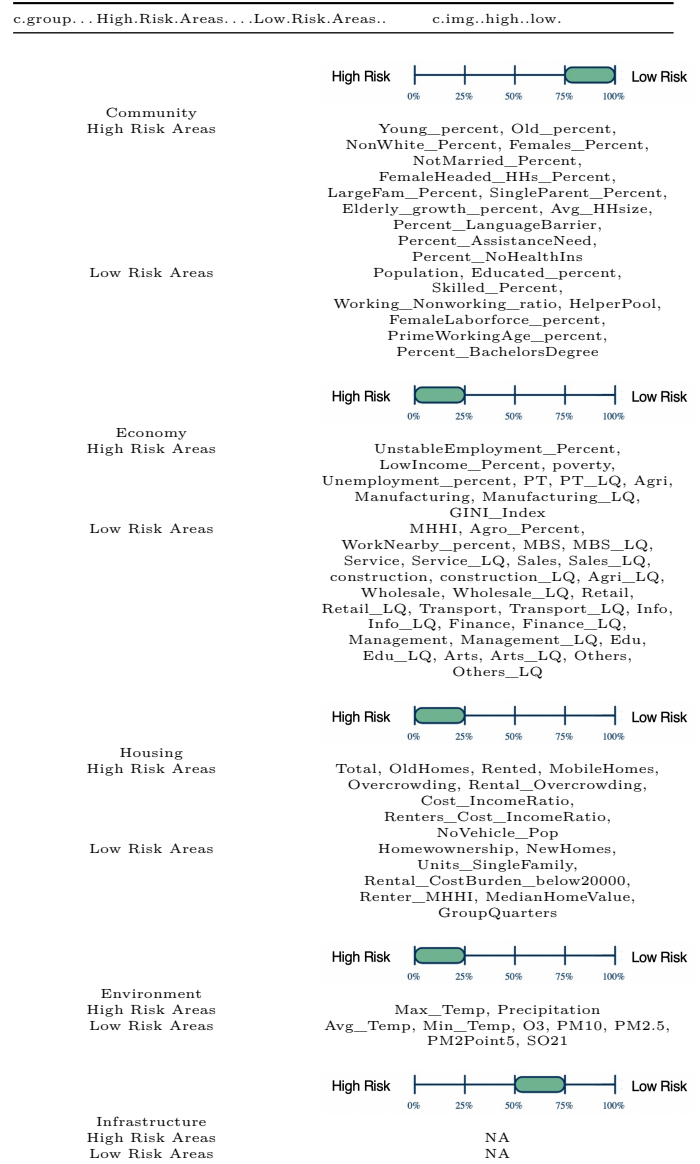 c.group...High.Risk.Areas....Low.Risk.Areas.. c.img..high..low.
High Risk Low Risk
0% 25% 50% 75% 100%
Community
High Risk Areas Young_percent, Old_percent,
NonWhite_Percent, Females_Percent,
NotMarried_Percent,
FemaleHeaded_HHs_Percent,
LargeFam_Percent, SingleParent_Percent,
Elderly_growth_percent, Avg_HHsize,
Percent_LanguageBarrier,
Percent_AssistanceNeed,
Percent_NoHealthIns
Low Risk Areas Population, Educated_percent,
Skilled_Percent,
Working_Nonworking_ratio, HelperPool,
FemaleLaborforce_percent,
PrimeWorkingAge_percent,
Percent_BachelorsDegree
High Risk Low Risk
0% 25% 50% 75% 100%
Economy
High Risk Areas UnstableEmployment_Percent,
LowIncome_Percent, poverty,
Unemployment_percent, PT, PT_LQ, Agri,
Manufacturing, Manufacturing_LQ,
GINI_Index
Low Risk Areas MHHI, Agro_Percent,
WorkNearby_percent, MBS, MBS_LQ,
Service, Service_LQ, Sales, Sales_LQ,
construction, construction_LQ, Agri_LQ,
Wholesale, Wholesale_LQ, Retail,
Retail_LQ, Transport, Transport_LQ, Info,
Info_LQ, Finance, Finance_LQ,
Management, Management_LQ, Edu,
Edu_LQ, Arts, Arts_LQ, Others,
Others_LQ
High Risk Low Risk
0% 25% 50% 75% 100%
Housing
High Risk Areas Total, OldHomes, Rented, MobileHomes,
Overcrowding, Rental_Overcrowding,
Cost_IncomeRatio,
Renters_Cost_IncomeRatio,
NoVehicle_Pop
Low Risk Areas Homewownership, NewHomes,
Units_SingleFamily,
Rental_CostBurden_below20000,
Renter_MHHI, MedianHomeValue,
GroupQuarters
High Risk Low Risk
0% 25% 50% 75% 100%
Environment
High Risk Areas Max_Temp, Precipitation
Low Risk Areas Avg_Temp, Min_Temp, O3, PM10, PM2.5,
PM2Point5, SO21
High Risk Low Risk
0% 25% 50% 75% 100%
Infrastructure
High Risk Areas NA
Low Risk Areas NA